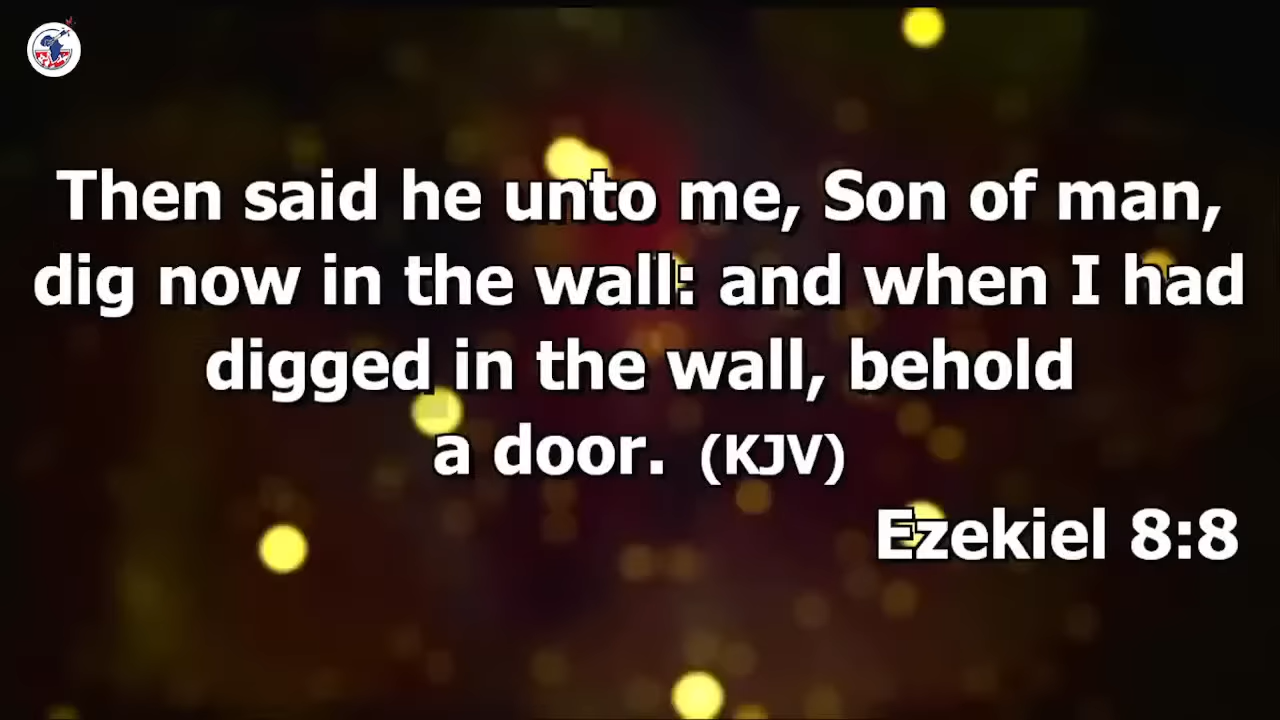 Then said he unto me, Son of man,
dig now in the wall: and when I had
digged in the wall, behold
a door. (KJV)
Ezekiel 8:8